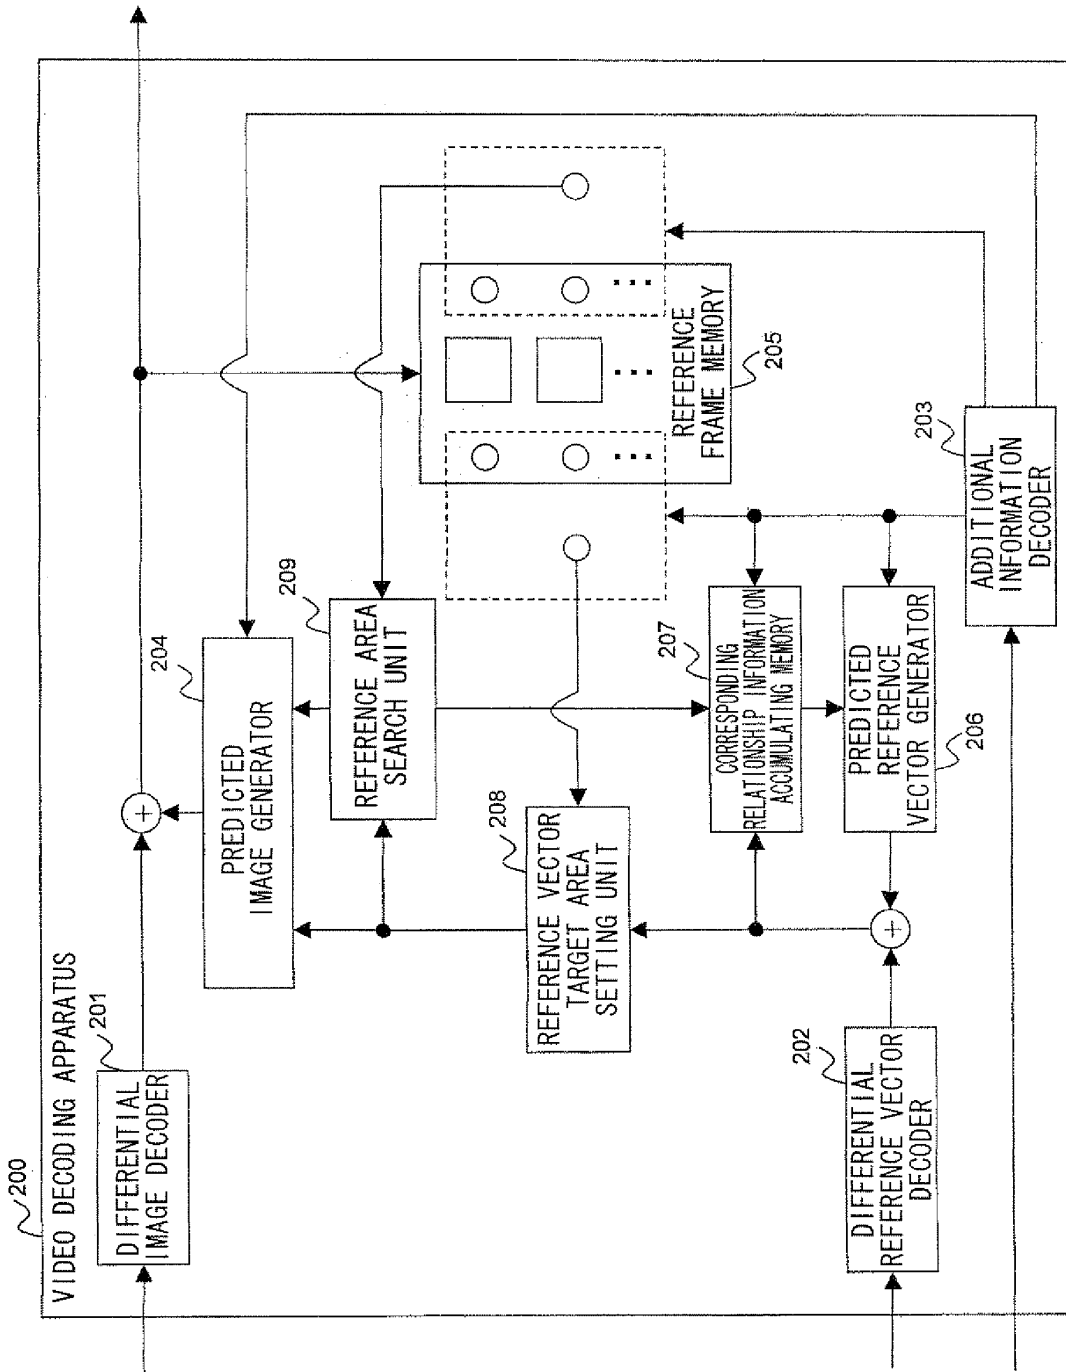 200
VIDEO DECODING APPARATUS
201
DIFFERENTIAL
IMAGE DECODER
204
PREDICTED
IMAGE GENERATOR
209
REFERENCE AREA
SEARCH UNIT
208
REFERENCE VECTOR
TARGET AREA
SETTING UNIT
REFERENCE
FRAME MEMORY
205
207
CORRESPONDING
RELATIONSHIP INFORMATION
ACCUMULATING MEMORY
202
DIFFERENTIAL
REFERENCE VECTOR
DECODER
PREDICTED
REFERENCE
VECTOR GENERATOR
206
203
ADDITIONAL
INFORMATION
DECODER